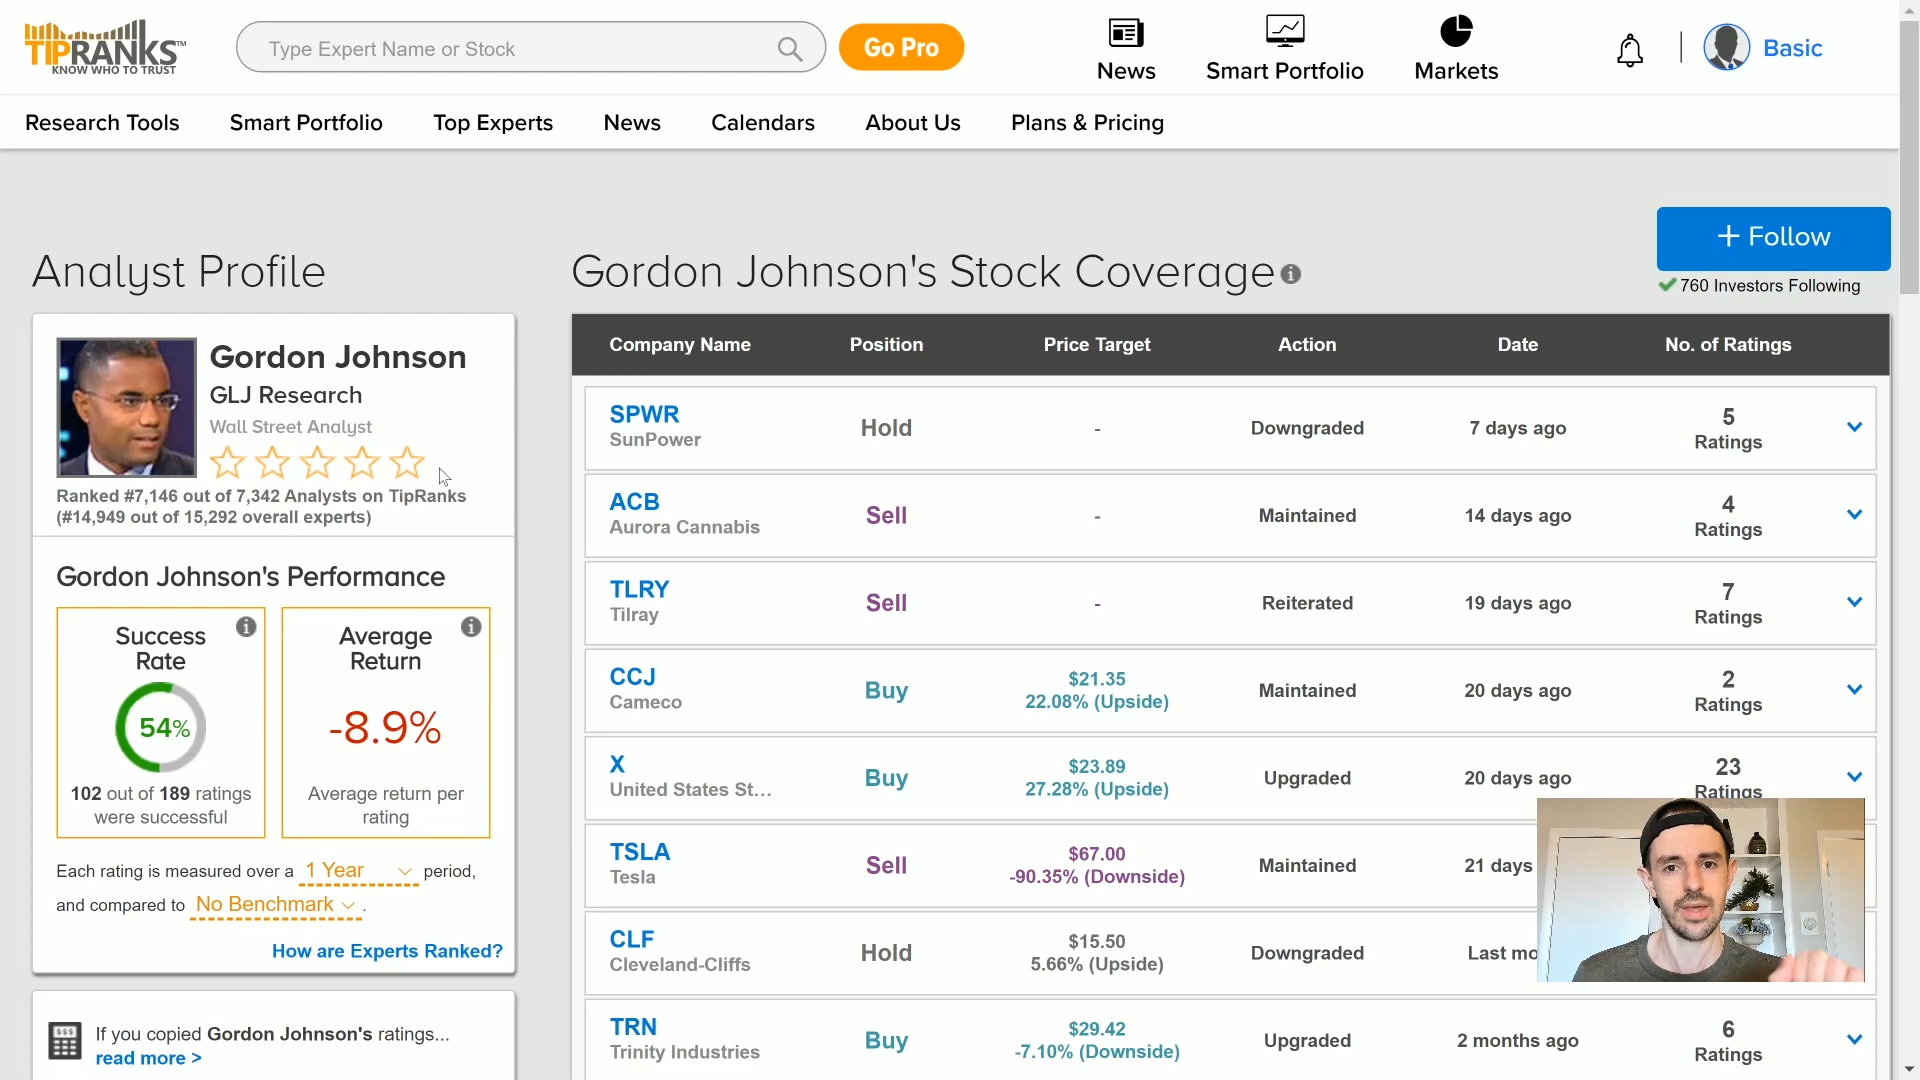 TIPRANKS™
KNOW WHO TO TRUST
Type Expert Name or Stock
Go Pro
News
Smart Portfolio
Markets
Basic
Research Tools
Smart Portfolio
Top Experts
News
Calendars
About Us
Plans & Pricing
+ Follow
760 Investors Following
Analyst Profile
Gordon Johnson
GLJ Research
Wall Street Analyst
Ranked #7,146 out of 7,342 Analysts on TipRanks
(#14,949 out of 15,292 overall experts)
Gordon Johnson's Performance
Success
Rate
54%
102 out of 189 ratings
were successful
Average
Return
-8.9%
Average return per
rating
Each rating is measured over a 1 Year period,
and compared to No Benchmark .
How are Experts Ranked?
If you copied Gordon Johnson's ratings...
read more >
Gordon Johnson's Stock Coverage
Company Name Position Price Target Action Date No. of Ratings
SPWR
SunPower
Hold
-
Downgraded
7 days ago
5
Ratings
ACB
Aurora Cannabis
Sell
-
Maintained
14 days ago
4
Ratings
TLRY
Tilray
Sell
-
Reiterated
19 days ago
7
Ratings
CCJ
Cameco
Buy
$21.35
22.08% (Upside)
Maintained
20 days ago
2
Ratings
X
United States St...
Buy
$23.89
27.28% (Upside)
Upgraded
20 days ago
23
Ratings
TSLA
Tesla
Sell
$67.00
-90.35% (Downside)
Maintained
21 days
CLF
Cleveland-Cliffs
Hold
$15.50
5.66% (Upside)
Downgraded
Last mo
TRN
Trinity Industries
Buy
$29.42
-7.10% (Downside)
Upgraded
2 months ago
6
Ratings